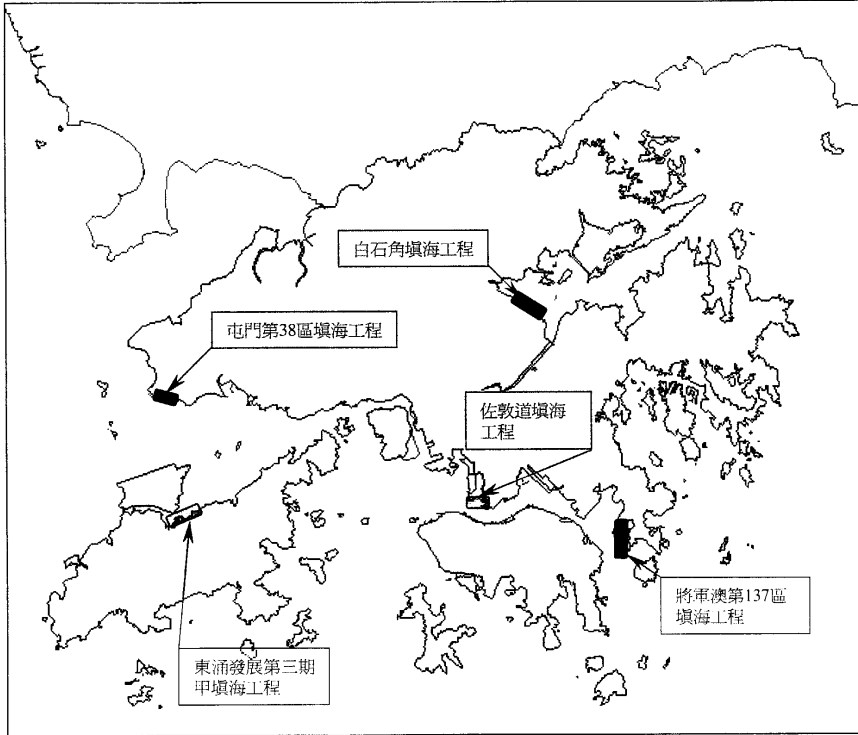 白石角填海工程
屯門第38區填海工程
佐敦道填海
工程
將軍澳第137區
填海工程
東涌發展第三期
甲填海工程